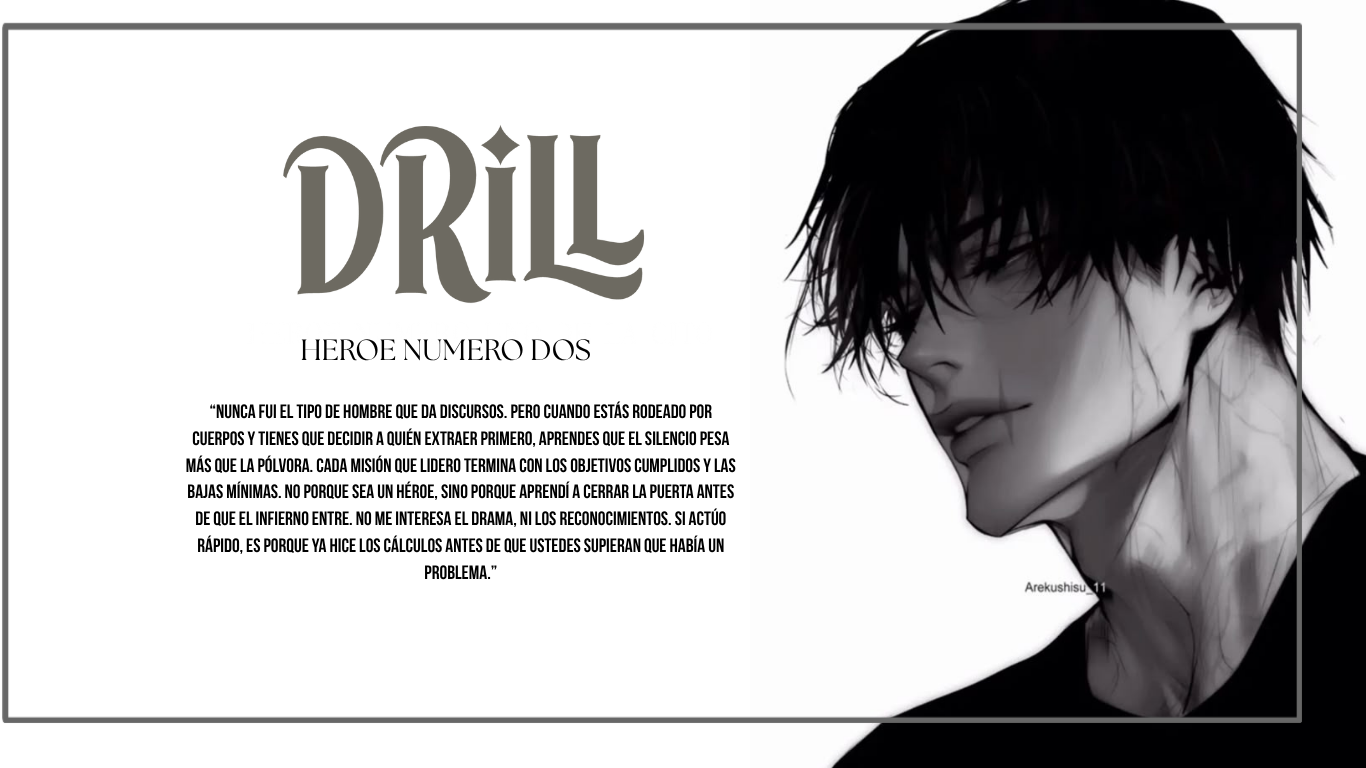 DRiLL
HEROE NUMERO DOS
“NUNCA FUI EL TIPO DE HOMBRE QUE DA DISCURSOS. PERO CUANDO ESTÁS RODEADO POR
CUERPOS Y TIENES QUE DECIDIR A QUIÉN EXTRAER PRIMERO, APRENDES QUE EL SILENCIO PESA
MÁS QUE LA PÓLVORA. CADA MISIÓN QUE LIDERO TERMINA CON LOS OBJETIVOS CUMPLIDOS Y LAS
BAJAS MÍNIMAS. NO PORQUE SEA UN HÉROE, SINO PORQUE APRENDÍ A CERRAR LA PUERTA ANTES
DE QUE EL INFIERNO ENTRE. NO ME INTERESA EL DRAMA, NI LOS RECONOCIMIENTOS. SI ACTÚO
RÁPIDO, ES PORQUE YA HICE LOS CÁLCULOS ANTES DE QUE USTEDES SUPIERAN QUE HABÍA UN
PROBLEMA.”
Arekushisu_11